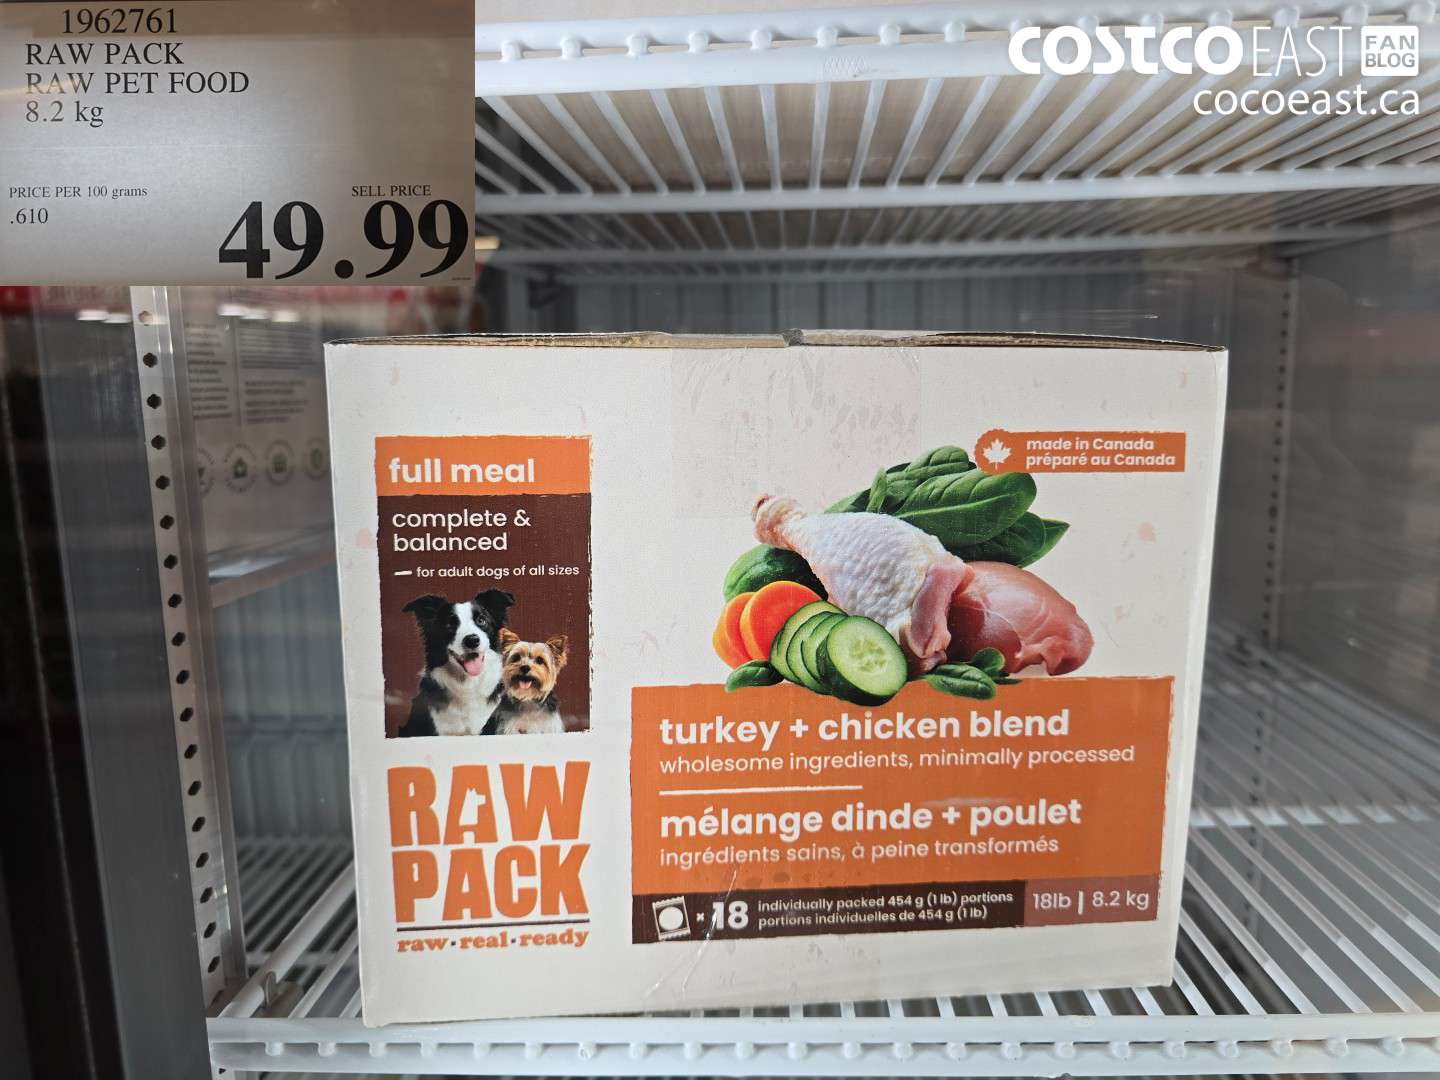 1962761
RAW PACK
RAW PET FOOD
8.2 kg
PRICE PER 100 grams
.610
SELL PRICE
49.99
COSTCO EAST FAN BLOG
cocoeast.ca
full meal
complete &
balanced
for adult dogs of all sizes
RAW
PACK
raw·real·ready
made in Canada
préparé au Canada
turkey + chicken blend
wholesome ingredients, minimally processed
mélange dinde + poulet
ingrédients sains, à peine transformés
× 18
individually packed 454 g (1 lb) portions
portions individuelles de 454 g (1 lb)
18lb | 8.2 kg